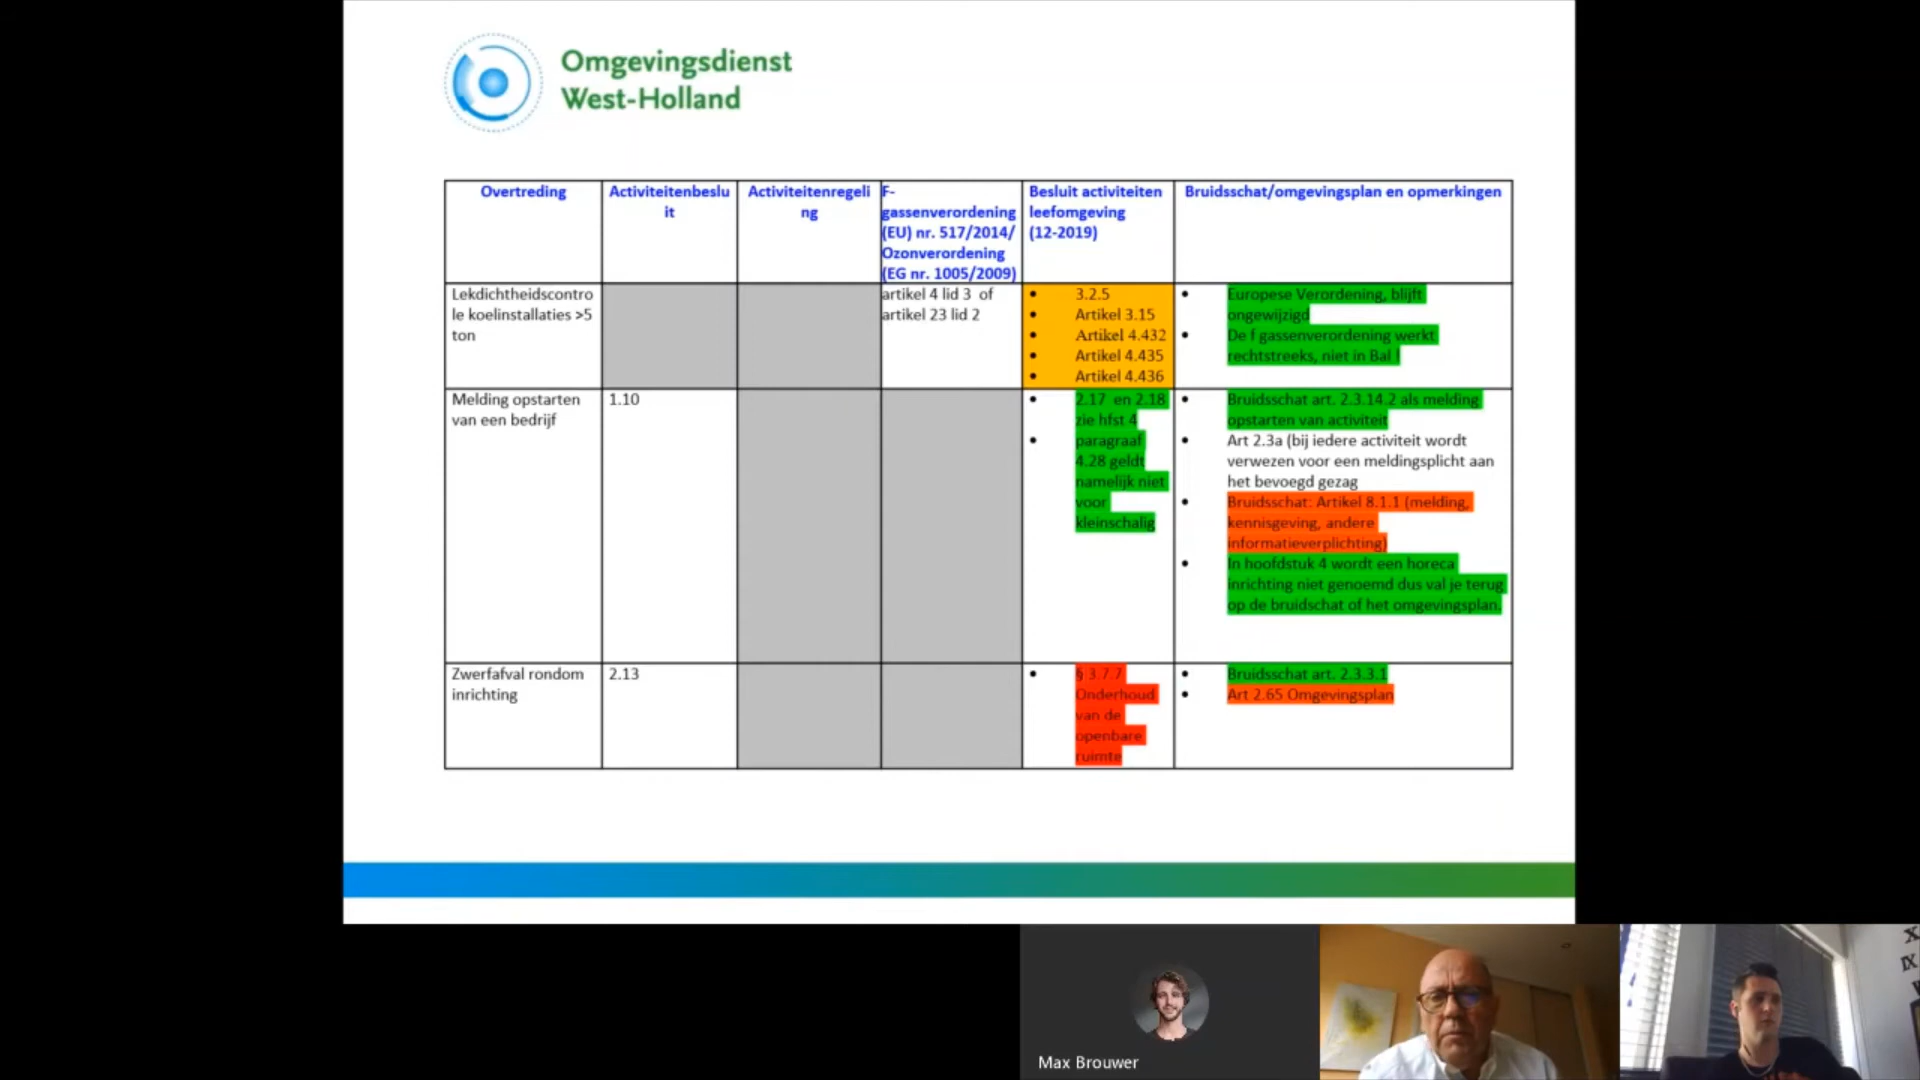 Omgevingsdienst
West-Holland
Overtreding
Activiteitenbeslu
it
Activiteitenregeli
ng
F-
gassenverordening
(EU) nr. 517/2014/
Ozonverordening
(EG nr. 1005/2009)
Besluit activiteiten
leefomgeving
(12-2019)
Bruidsschat/omgevingsplan en opmerkingen
Lekdichtheidscontro
le koelinstallaties >5
ton
artikel 4 lid 3 of
artikel 23 lid 2
• 3.2.5
• Artikel 3.15
• Artikel 4.432
• Artikel 4.435
• Artikel 4.436
• Europese Verordening, blijft
ongewijzigd
• De f gassenverordening werkt
rechtstreeks, niet in Bal !
Melding opstarten
van een bedrijf
1.10
• 2.17 en 2.18
zie hfst 4
• paragraaf
4.28 geldt
namelijk niet
voor
kleinschalig
• Bruidsschat art. 2.3.14.2 als melding
opstarten van activiteit
• Art 2.3a (bij iedere activiteit wordt
verwezen voor een meldingsplicht aan
het bevoegd gezag
• Bruidsschat: Artikel 8.1.1 (melding,
kennisgeving, andere
informatieverplichting)
• In hoofdstuk 4 wordt een horeca
inrichting niet genoemd dus val je terug
op de bruidschat of het omgevingsplan.
Zwerfafval rondom
inrichting
2.13
• § 3.7.7
Onderhoud
van de
openbare
ruimte
• Bruidsschat art. 2.3.3.1
• Art 2.65 Omgevingsplan
Max Brouwer
X
IX